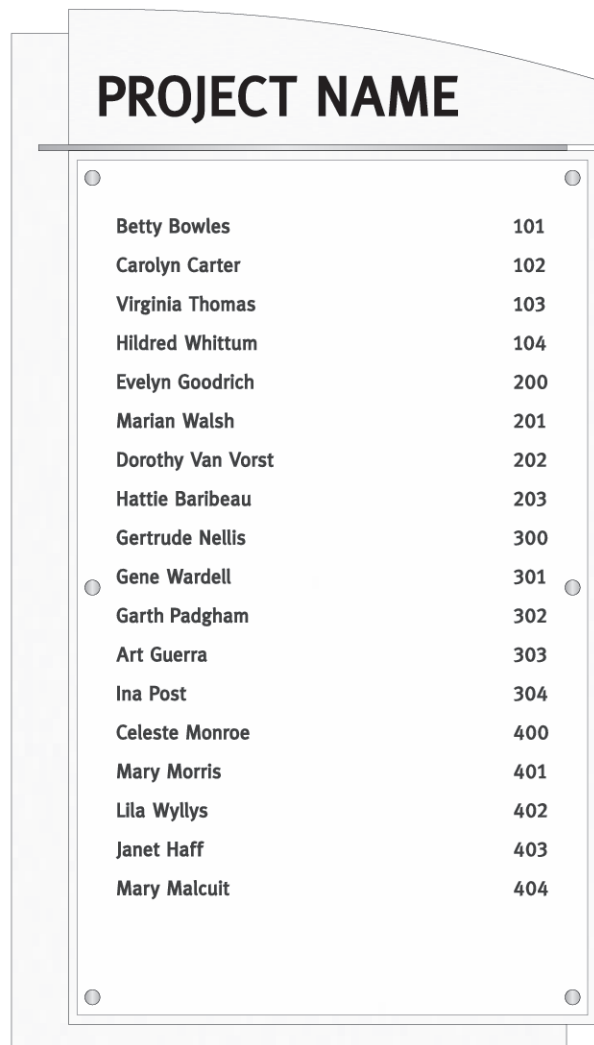 PROJECT NAME
Betty Bowles 101
Carolyn Carter 102
Virginia Thomas 103
Hildred Whittum 104
Evelyn Goodrich 200
Marian Walsh 201
Dorothy Van Vorst 202
Hattie Baribeau 203
Gertrude Nellis 300
Gene Wardell 301
Garth Padgham 302
Art Guerra 303
Ina Post 304
Celeste Monroe 400
Mary Morris 401
Lila Wyllys 402
Janet Haff 403
Mary Malcuit 404